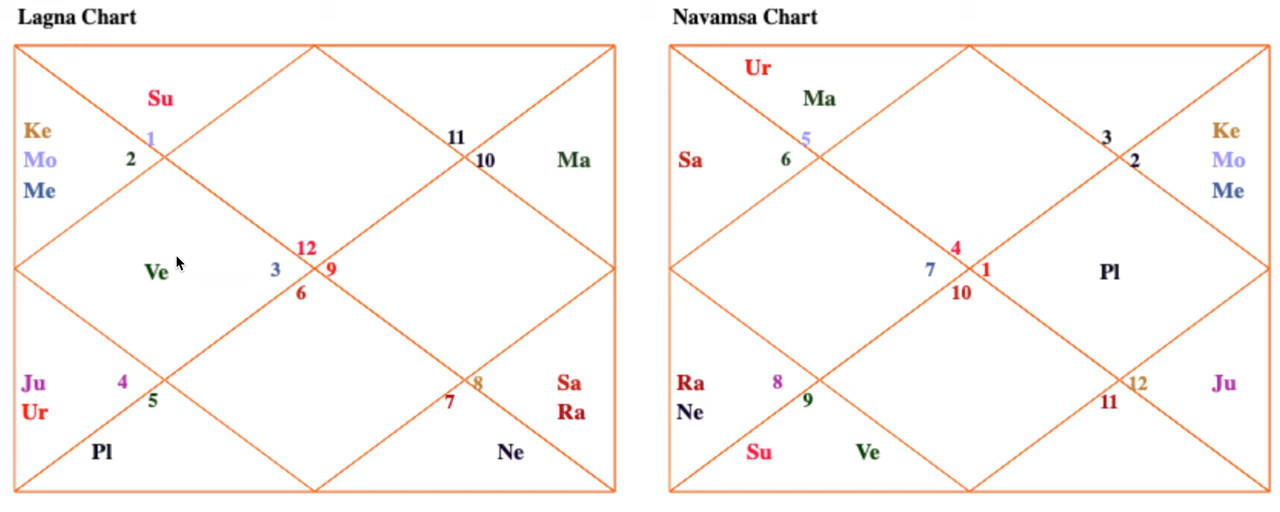 Lagna Chart
Su
Ke
1
11
Mo
2
10
Ma
Me
12
Ve
3
9
6
Ju
4
8
Sa
Ur
5
7
Ra
Pl
Ne
Navamsa Chart
Ur
Ma
Ke
5
3
Sa
6
2
Mo
Me
4
7
1
Pl
10
Ra
8
12
Ju
Ne
9
11
Su
Ve